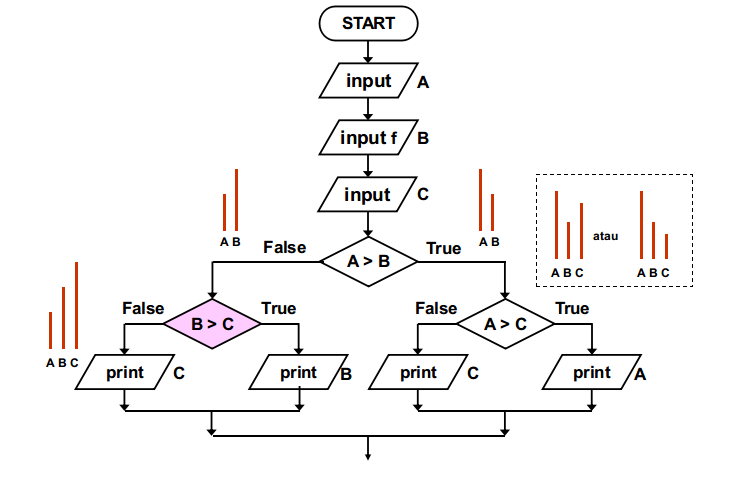 START
input A
input f B
input C
A B
False
A > B
True
A B
atau
A B C
A B C
False
B > C
True
False
A > C
True
A B C
print C
print B
print C
print A